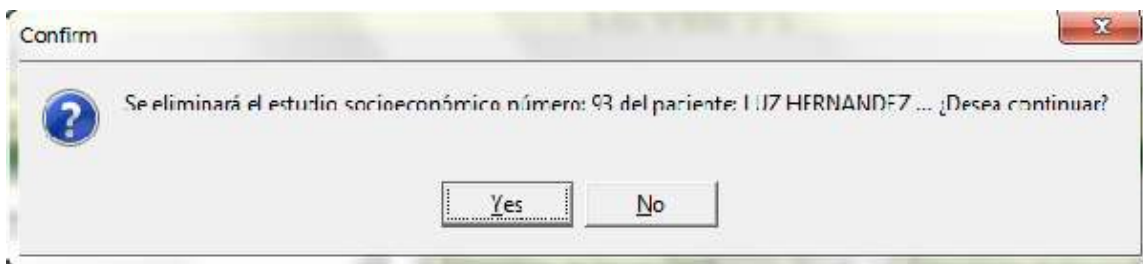 Confirm
Se eliminará el estudio socioeconómico número: 93 del paciente: LUZ HERNANDEZ ... ¿Desea continuar?
Yes
No